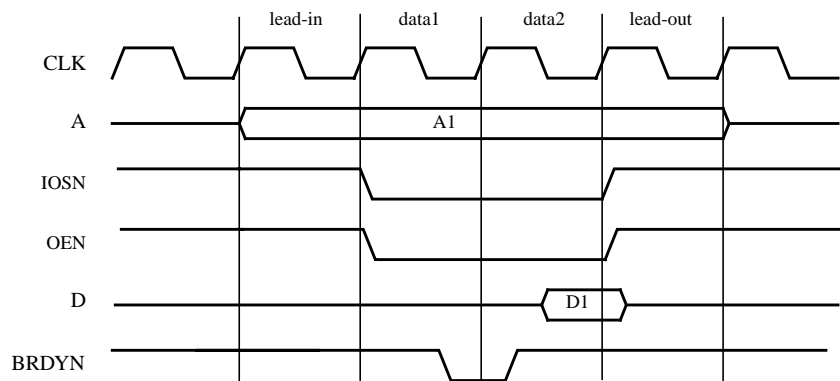 lead-in data1 data2 lead-out
CLK
A A1
IOSN
OEN
D D1
BRDYN